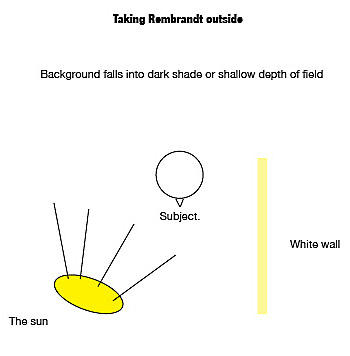 Taking Rembrandt outside
Background falls into dark shade or shallow depth of field
Subject.
White wall
The sun